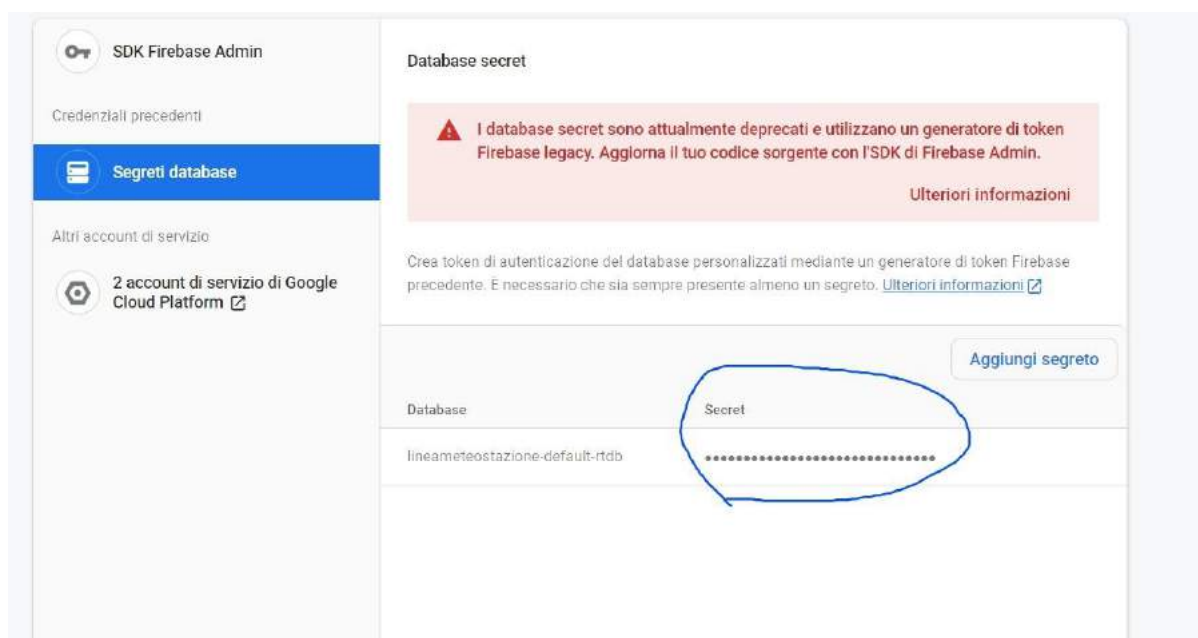 SDK Firebase Admin
Credenziali precedenti
Segreti database
Altri account di servizio
2 account di servizio di Google
Cloud Platform
Database secret
I database secret sono attualmente deprecati e utilizzano un generatore di token
Firebase legacy. Aggiorna il tuo codice sorgente con l'SDK di Firebase Admin.
Ulteriori informazioni
Crea token di autenticazione del database personalizzati mediante un generatore di token Firebase
precedente. È necessario che sia sempre presente almeno un segreto. Ulteriori informazioni
Aggiungi segreto
Database Secret
lineameteostazione-default-rtdb ••••••••••••••••••••••••••••••